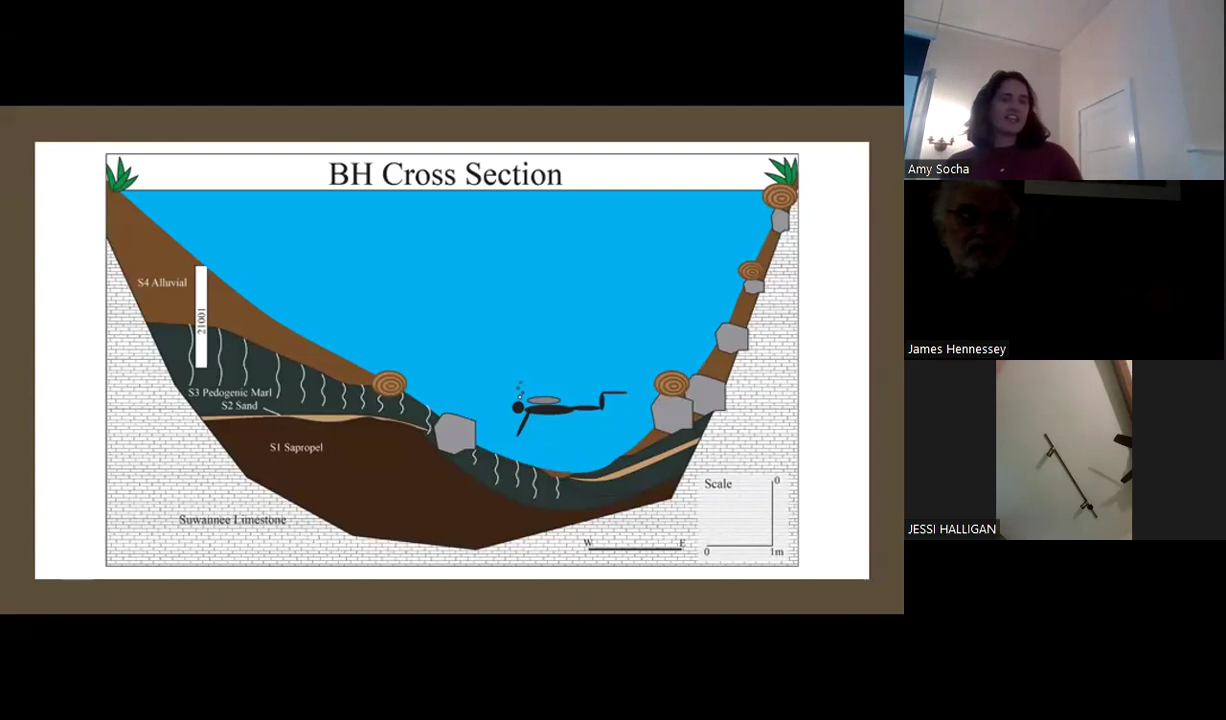 BH Cross Section
S4 Alluvial
21001
S3 Pedogenic Marl
S2 Sand
S1 Sapropel
Suwannee Limestone
Scale
0
0
1m
W
E
Amy Socha
James Hennessey
JESSI HALLIGAN